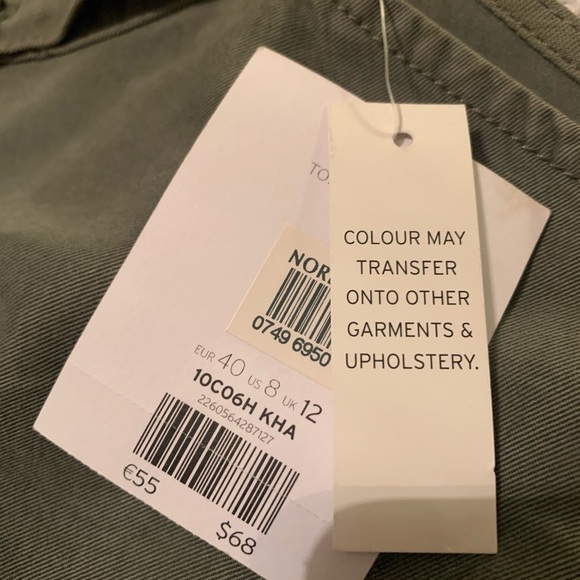 COLOUR MAY
TRANSFER
ONTO OTHER
GARMENTS &
UPHOLSTERY.
0749 6950
EUR 40 US 8 UK 12
10C06H KHA
2260564287127
€55
$68